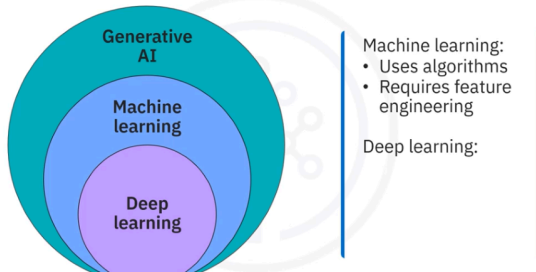 Generative
AI
Machine
learning
Deep
learning
Machine learning:
• Uses algorithms
• Requires feature
engineering
Deep learning: